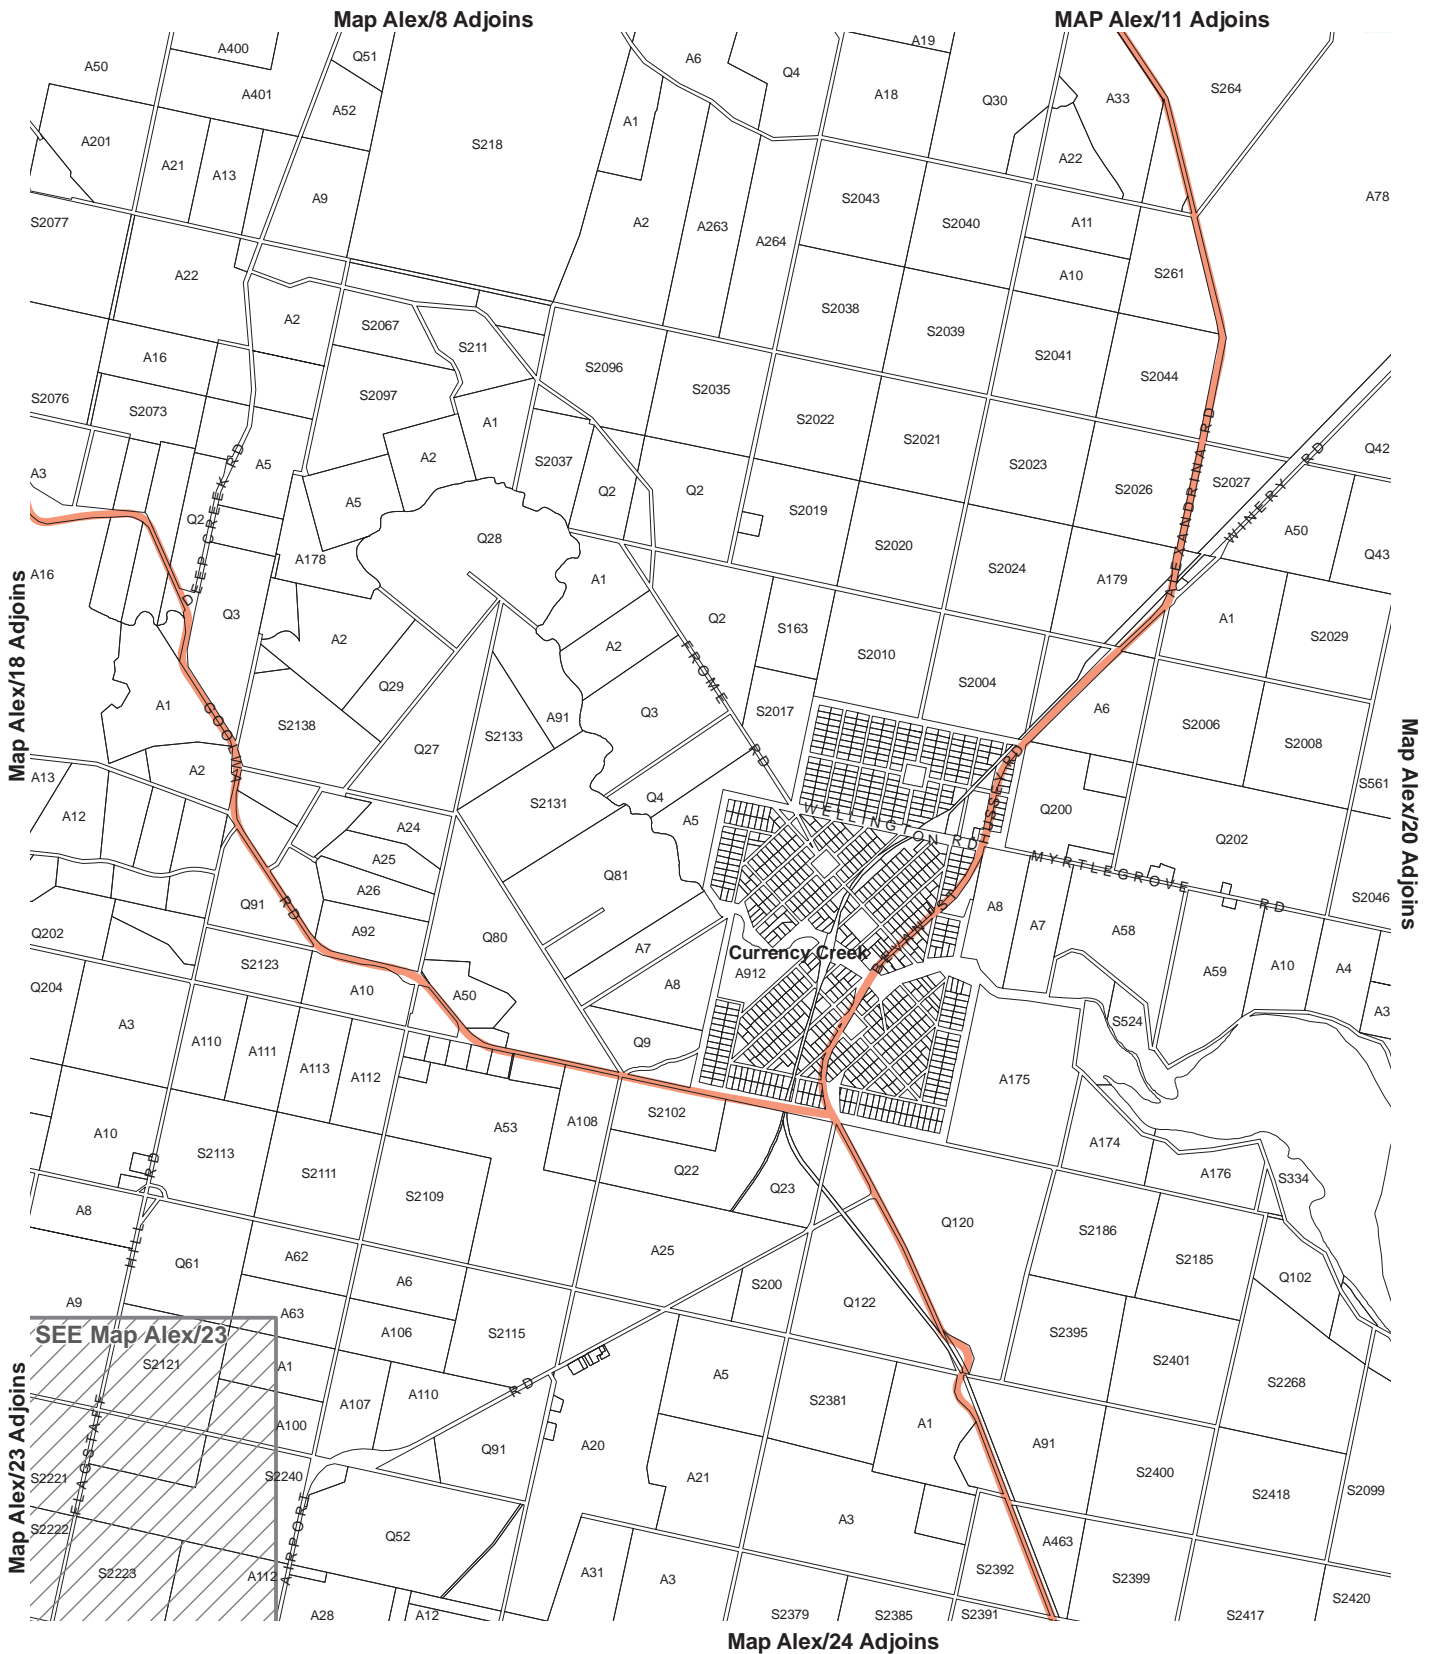 Map Alex/8 Adjoins
MAP Alex/11 Adjoins
A400
Q51
A50
A401
A52
A6
Q4
A19
A18
Q30
A33
S264
A201
A21
A13
A9
S218
A1
A22
A78
S2077
A22
A2
A263
A264
S2043
S2040
A11
A10
S261
A2
S2067
S211
S2038
S2039
S2041
S2044
A16
S2076
S2073
S2097
S2096
S2035
S2022
S2021
S2023
S2026
S2027
Q42
A1
A2
A3
A5
A5
S2037
Q2
Q2
S2019
S2020
S2024
A179
A50
Q43
ALEXANDRINA RD
WINERY RD
DEEP CREEK RD
Q2
Q28
A178
A16
Q3
A2
A1
A2
Q2
S163
S2010
S2004
A1
S2029
FROME RD
Map Alex/18 Adjoins
A1
Q29
S2138
Q27
S2133
A91
Q3
S2017
A6
S2006
S2008
GOOLWA RD
A13
A2
A12
S2131
Q4
A5
S561
Map Alex/20 Adjoins
WELLINGTON RD
HUSSEY RD
Q200
Q202
A24
A25
A26
Q81
MYRTLEGROVE RD
S2046
Q91
A92
Q80
A7
A8
A7
A58
A59
A10
A4
A3
Q202
S2123
A10
A50
A8
A912
Currency Creek
Q204
A3
A110
A111
A113
A112
Q9
A175
S524
A10
S2113
S2111
S2109
A53
A108
S2102
Q22
Q23
A174
A176
S334
HILL RD
A8
Q61
A62
A6
A25
S200
Q120
S2186
S2185
Q102
A9
A63
A106
S2115
Q122
S2395
S2401
S2268
SEE Map Alex/23
S2121
A1
A107
A110
RD
A5
S2381
A1
A91
Map Alex/23 Adjoins
FLAGSTAFF
A100
Q91
A20
A21
S2400
S2418
S2099
S2221
S2240
S2222
Q52
A3
A463
S2223
A112
AIRPORT
A31
A3
S2392
S2399
S2420
A28
A12
S2379
S2385
S2391
S2417
Map Alex/24 Adjoins